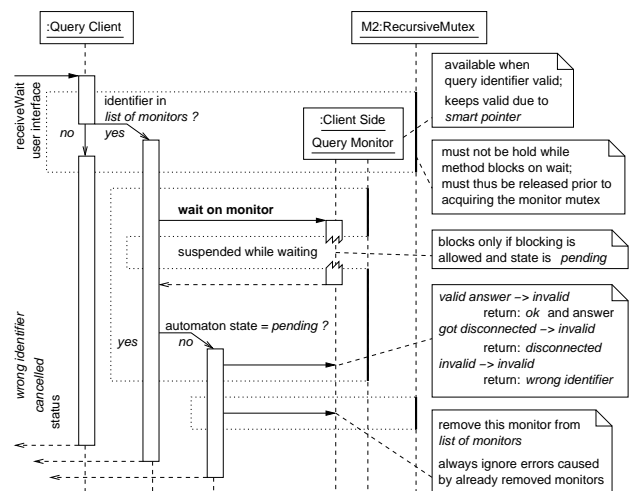 :Query Client
M2:RecursiveMutex
available when
query identifier valid;
keeps valid due to
smart pointer
receiveWait
user interface
identifier in
list of monitors ?
no
yes
:Client Side
Query Monitor
must not be hold while
method blocks on wait;
must thus be released prior to
acquiring the monitor mutex
wait on monitor
suspended while waiting
blocks only if blocking is
allowed and state is pending
valid answer −> invalid
return: ok and answer
got disconnected −> invalid
return: disconnected
invalid −> invalid
return: wrong identifier
automaton state = pending ?
yes
no
wrong identifier
cancelled
status
remove this monitor from
list of monitors
always ignore errors caused
by already removed monitors